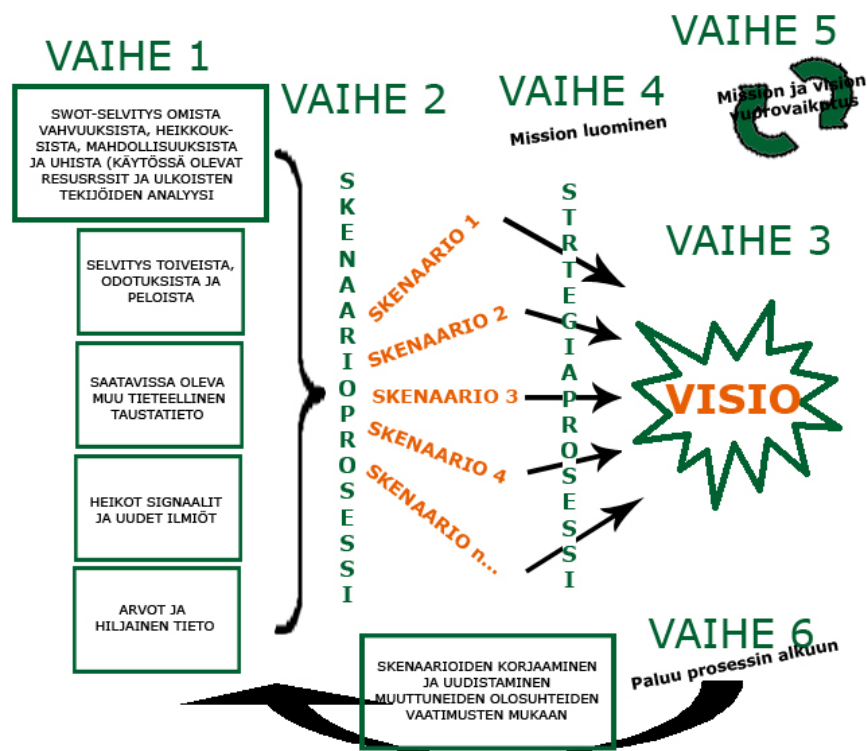 VAIHE 1
SWOT-SELVITYS OMISTA
VAHVUUKSISTA, HEIKKOUK-
SISTA, MAHDOLLISUUKSISTA
JA UHISTA (KÄYTÖSSÄ OLEVAT
RESUSRSSIT JA ULKOISTEN
TEKIJÖIDEN ANALYYSI
SELVITYS TOIVEISTA,
ODOTUKSISTA JA
PELOISTA
SAATAVISSA OLEVA
MUU TIETEELLINEN
TAUSTATIETO
HEIKOT SIGNAALIT
JA UUDET ILMIÖT
ARVOT JA
HILJAINEN TIETO
VAIHE 2
SKENAARIOPROSESSI
SKENAARIO 1
SKENAARIO 2
SKENAARIO 3
SKENAARIO 4
SKENAARIO n...
VAIHE 4
Mission luominen
STRTEGIAPROSESSI
VAIHE 5
Mission ja vision
vuprovaikutus
VAIHE 3
VISIO
VAIHE 6
Paluu prosessin alkuun
SKENAARIOIDEN KORJAAMINEN
JA UUDISTAMINEN
MUUTTUNEIDEN OLOSUHTEIDEN
VAATIMUSTEN MUKAAN